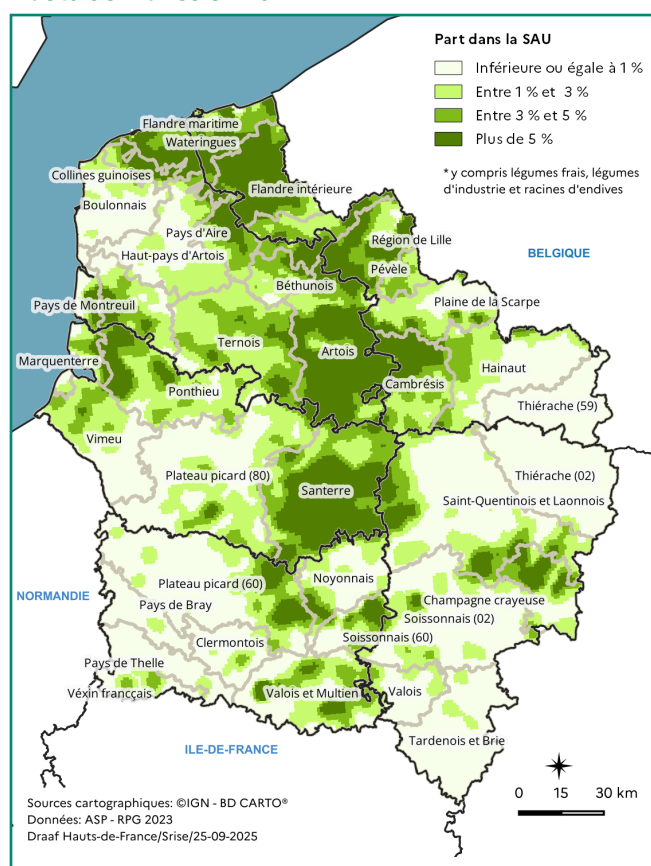 Part dans la SAU
Inférieure ou égale à 1 %
Entre 1 % et 3 %
Entre 3 % et 5 %
Plus de 5 %
* y compris légumes frais, légumes
d'industrie et racines d'endives
Flandre maritime
Wateringues
Collines guinoises
Flandre intérieure
Boulonnais
Pays d'Aire
Région de Lille
Haut-pays d'Artois
BELGIQUE
Pévèle
Béthunois
Plaine de la Scarpe
Pays de Montreuil
Ternois
Artois
Marquenterre
Hainaut
Cambrésis
Ponthieu
Thiérache (59)
Vimeu
Plateau picard (80)
Thiérache (02)
Santerre
Saint-Quentinois et Laonnois
Plateau picard (60)
Noyonnais
NORMANDIE
Champagne crayeuse
Pays de Bray
Soissonnais (02)
Clermontois
Soissonnais (60)
Pays de Thelle
Véxin francçais
Valois et Multien
Valois
Tardenois et Brie
ILE-DE-FRANCE
0 15 30 km
Sources cartographiques: ©IGN - BD CARTO®
Données: ASP - RPG 2023
Draaf Hauts-de-France/Srise/25-09-2025